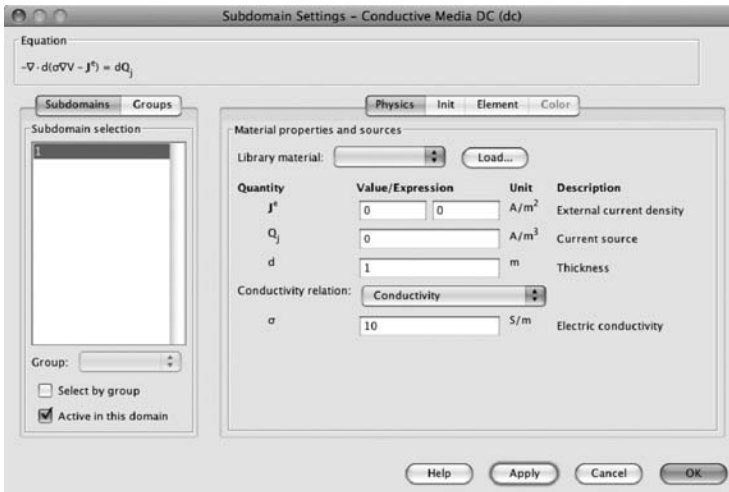 Subdomain Settings – Conductive Media DC (dc)
Equation
-∇ · d(σ∇V – Jᵉ) = dQⱼ
Subdomains Groups
Subdomain selection
1
Group:
Select by group
Active in this domain
Physics Init Element Color
Material properties and sources
Library material: Load...
Quantity Value/Expression Unit Description
Jᵉ 0 0 A/m² External current density
Qⱼ 0 A/m³ Current source
d 1 m Thickness
Conductivity relation: Conductivity
σ 10 S/m Electric conductivity
Help Apply Cancel OK